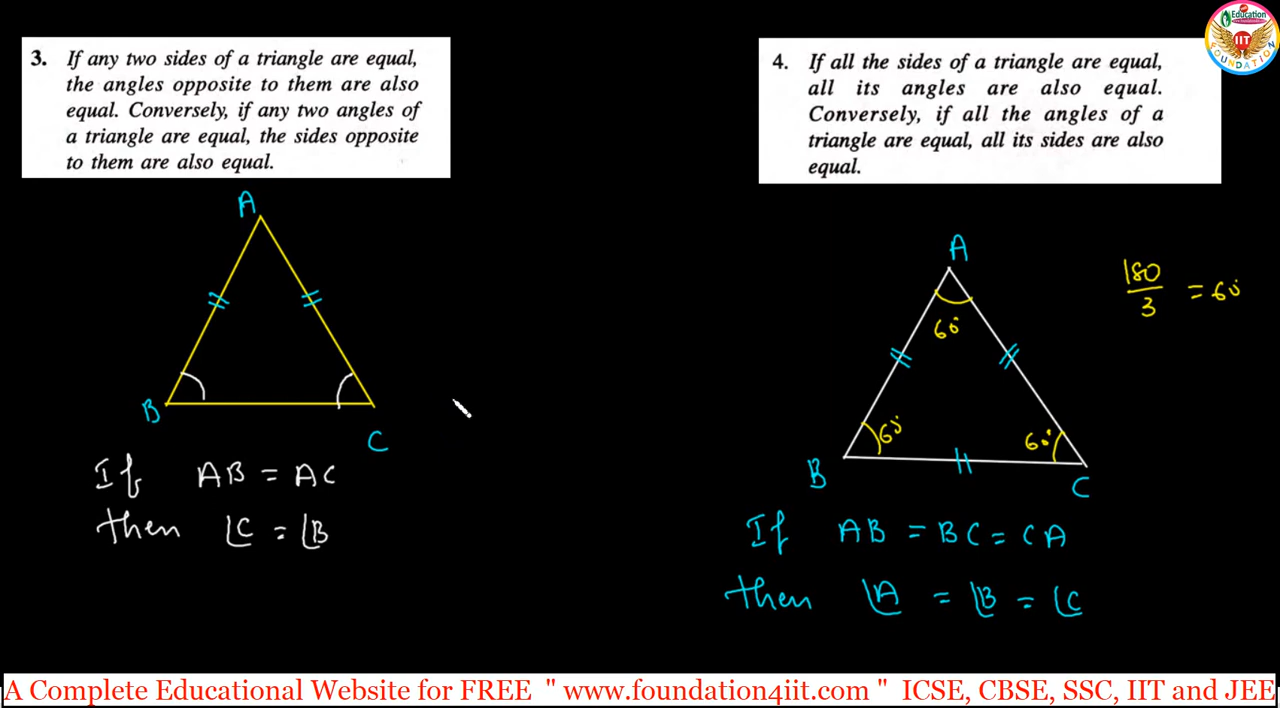 Education
IIT
FOUNDATION
3. If any two sides of a triangle are equal,
the angles opposite to them are also
equal. Conversely, if any two angles of
a triangle are equal, the sides opposite
to them are also equal.
4. If all the sides of a triangle are equal,
all its angles are also equal.
Conversely, if all the angles of a
triangle are equal, all its sides are also
equal.
A
B
C
If AB = AC
then ∠C = ∠B
A
180/3 = 60°
60°
60°
60°
B
C
If AB = BC = CA
then ∠A = ∠B = ∠C
A Complete Educational Website for FREE " www.foundation4iit.com " ICSE, CBSE, SSC, IIT and JEE